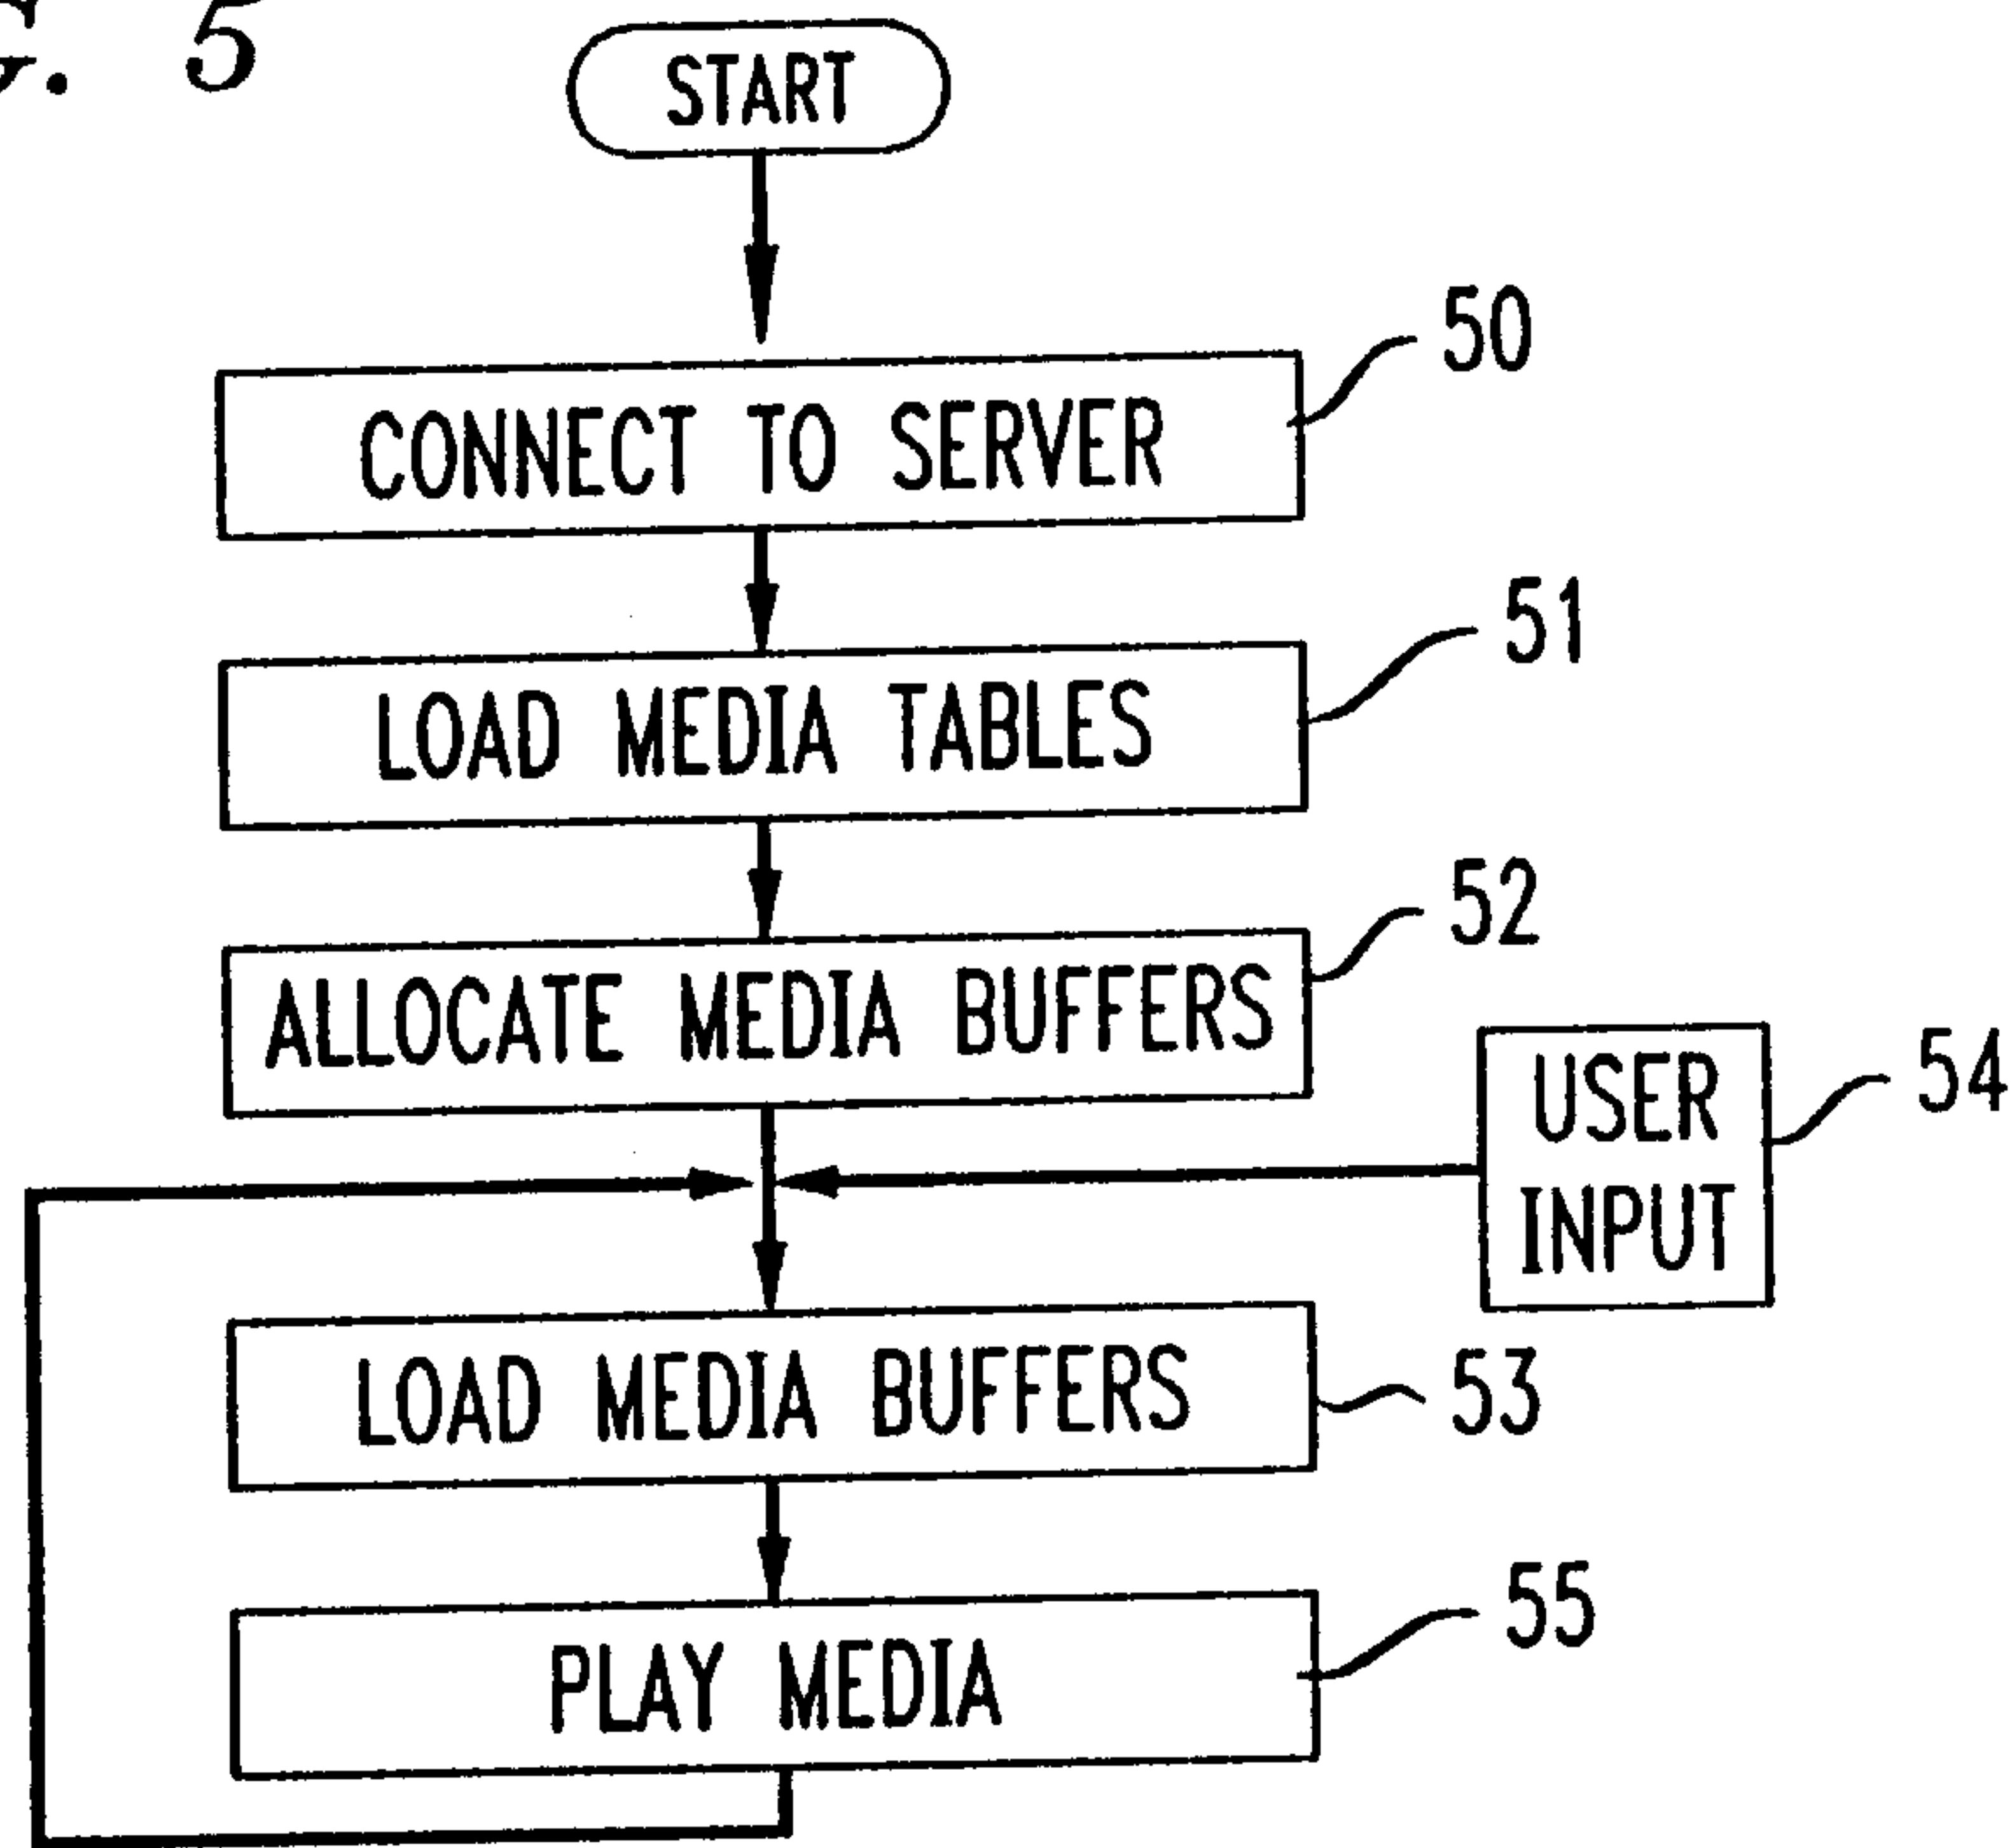 . 5
START
50
CONNECT TO SERVER
51
LOAD MEDIA TABLES
52
ALLOCATE MEDIA BUFFERS
54
USER
INPUT
LOAD MEDIA BUFFERS
53
55
PLAY MEDIA